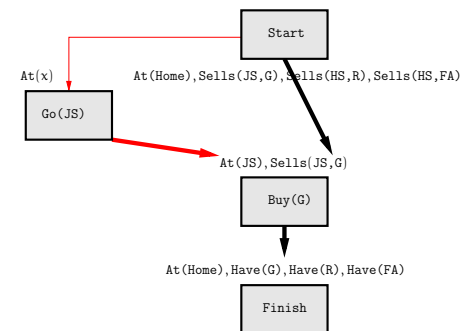 Start
At(x)
At(Home),Sells(JS,G),Sells(HS,R),Sells(HS,FA)
Go(JS)
At(JS),Sells(JS,G)
Buy(G)
At(Home),Have(G),Have(R),Have(FA)
Finish